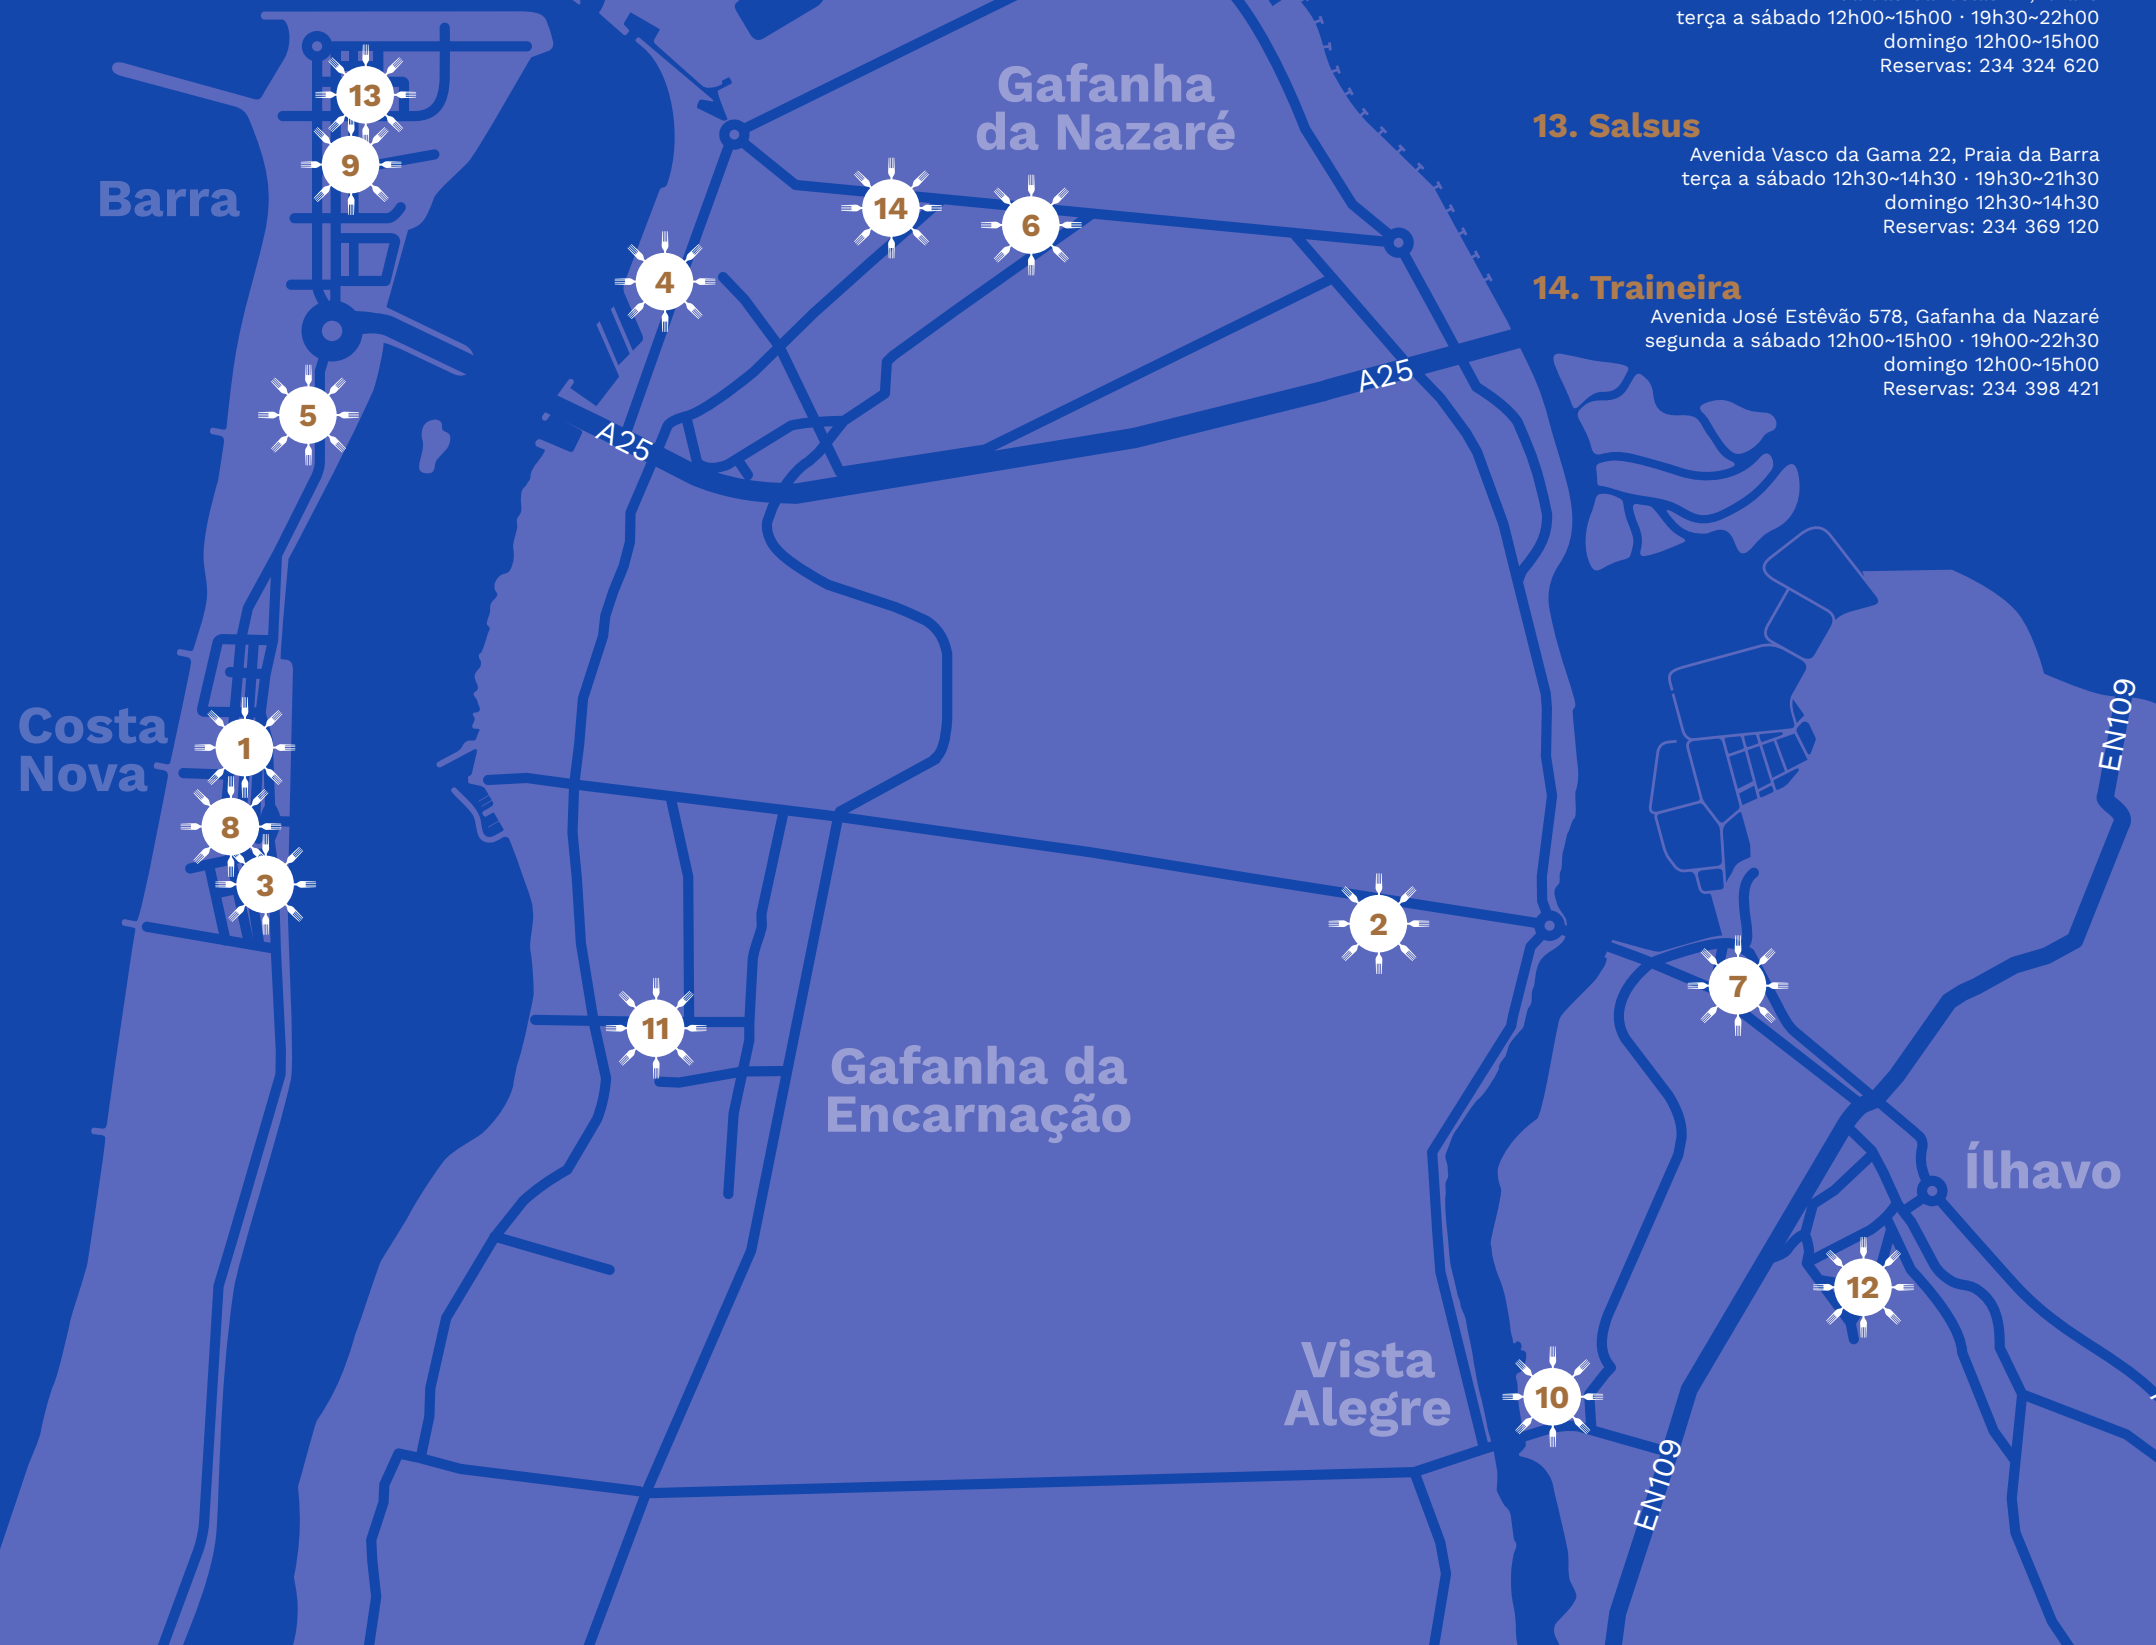 terça a sábado 12h00~15h00 · 19h30~22h00
domingo 12h00~15h00
Reservas: 234 324 620
13. Salsus
Avenida Vasco da Gama 22, Praia da Barra
terça a sábado 12h30~14h30 · 19h30~21h30
domingo 12h30~14h30
Reservas: 234 369 120
14. Traineira
Avenida José Estêvão 578, Gafanha da Nazaré
segunda a sábado 12h00~15h00 · 19h00~22h30
domingo 12h00~15h00
Reservas: 234 398 421
Gafanha
da Nazaré
13
9
Barra
14
6
4
5
A25
A25
Costa
Nova
1
8
3
EN109
2
7
11
Gafanha da
Encarnação
Ílhavo
12
Vista
Alegre
10
EN109